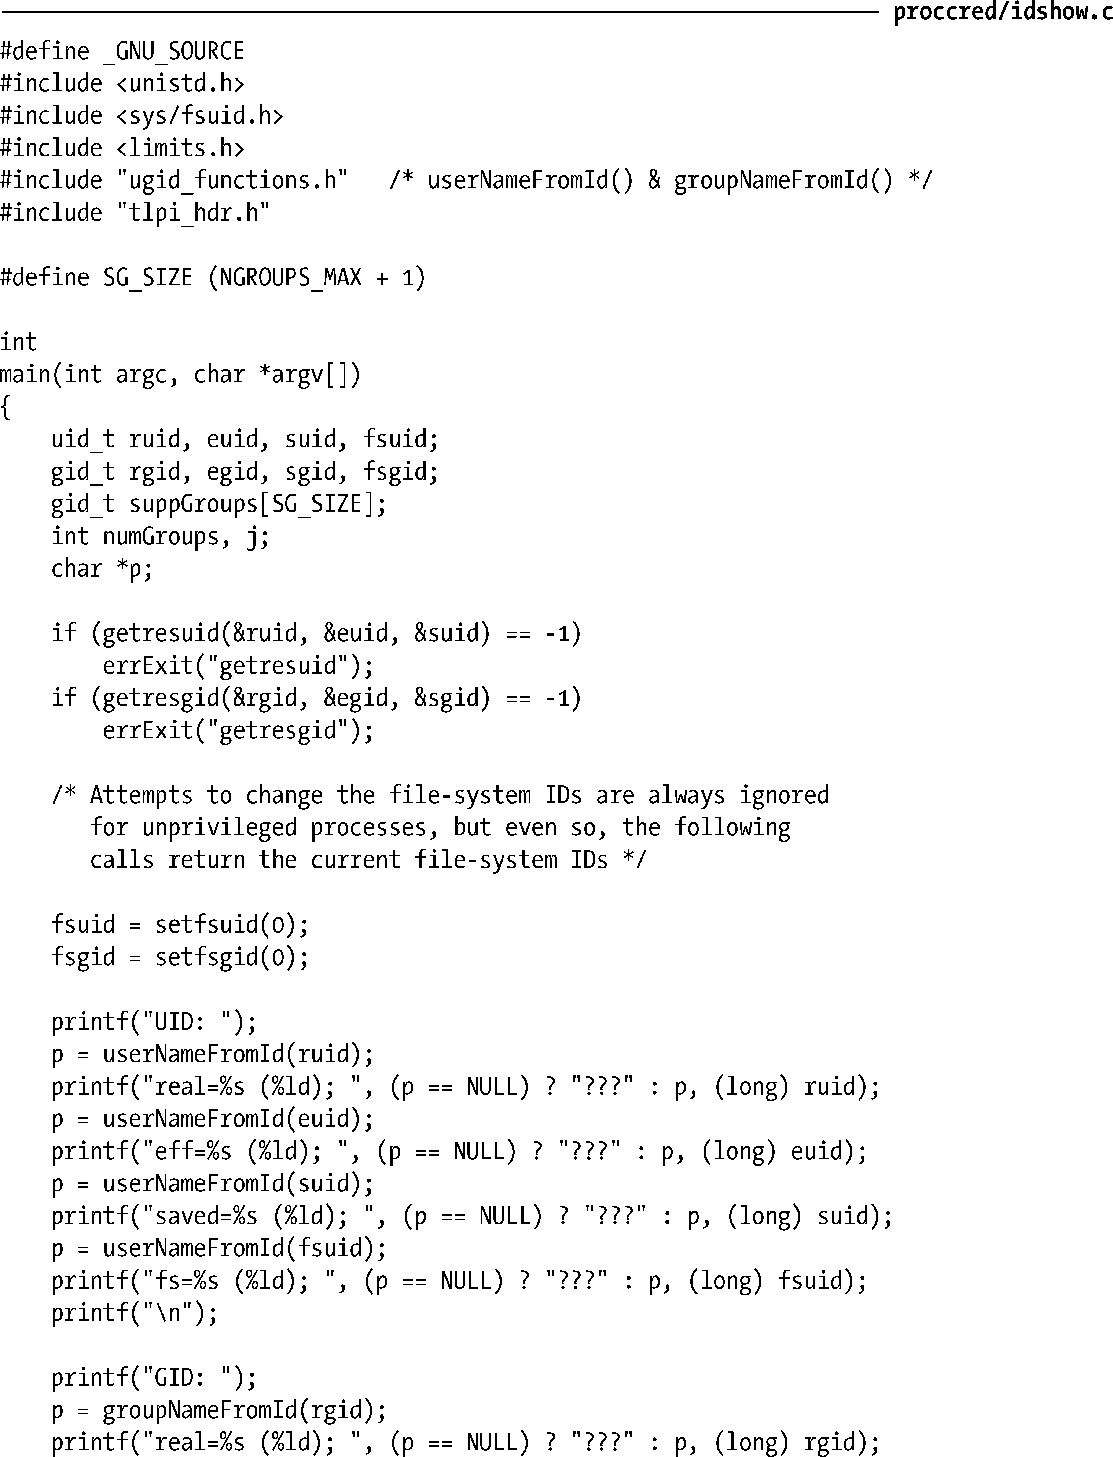 proccred/idshow.c
#define _GNU_SOURCE
#include <unistd.h>
#include <sys/fsuid.h>
#include <limits.h>
#include "ugid_functions.h"   /* userNameFromId() & groupNameFromId() */
#include "tlpi_hdr.h"

#define SG_SIZE (NGROUPS_MAX + 1)

int
main(int argc, char *argv[])
{
    uid_t ruid, euid, suid, fsuid;
    gid_t rgid, egid, sgid, fsgid;
    gid_t suppGroups[SG_SIZE];
    int numGroups, j;
    char *p;

    if (getresuid(&ruid, &euid, &suid) == -1)
        errExit("getresuid");
    if (getresgid(&rgid, &egid, &sgid) == -1)
        errExit("getresgid");

    /* Attempts to change the file-system IDs are always ignored
       for unprivileged processes, but even so, the following
       calls return the current file-system IDs */

    fsuid = setfsuid(0);
    fsgid = setfsgid(0);

    printf("UID: ");
    p = userNameFromId(ruid);
    printf("real=%s (%ld); ", (p == NULL) ? "???" : p, (long) ruid);
    p = userNameFromId(euid);
    printf("eff=%s (%ld); ", (p == NULL) ? "???" : p, (long) euid);
    p = userNameFromId(suid);
    printf("saved=%s (%ld); ", (p == NULL) ? "???" : p, (long) suid);
    p = userNameFromId(fsuid);
    printf("fs=%s (%ld); ", (p == NULL) ? "???" : p, (long) fsuid);
    printf("\n");

    printf("GID: ");
    p = groupNameFromId(rgid);
    printf("real=%s (%ld); ", (p == NULL) ? "???" : p, (long) rgid);